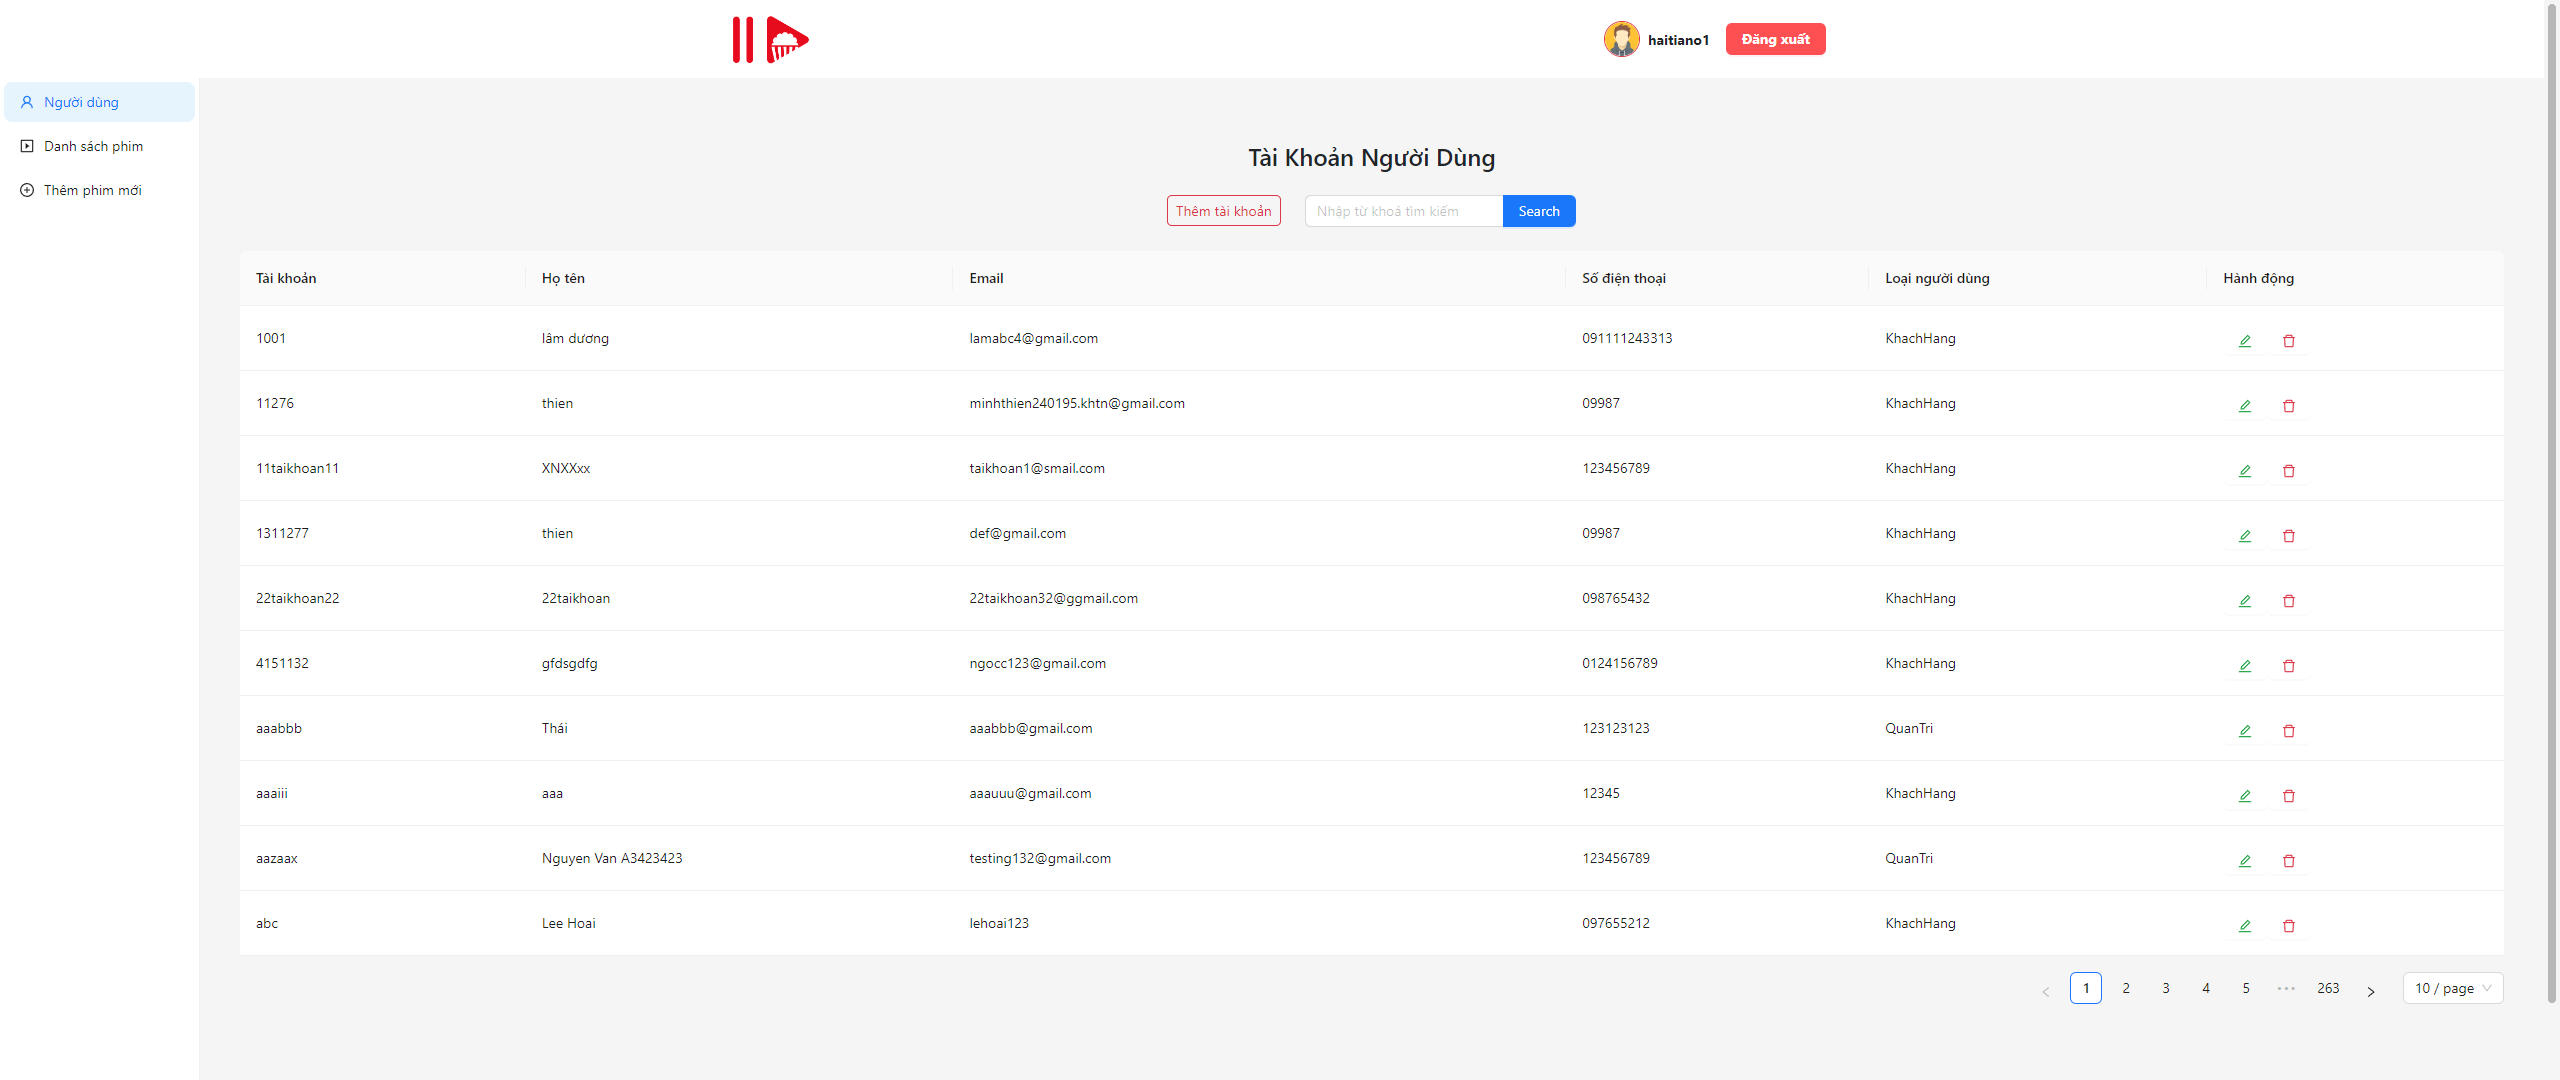 haitiano1 Đăng xuất
Người dùng
Danh sách phim
Thêm phim mới
Tài Khoản Người Dùng
Thêm tài khoản Nhập từ khoá tìm kiếm Search
Tài khoản Họ tên Email Số điện thoại Loại người dùng Hành động
1001 lâm dương lamabc4@gmail.com 091111243313 KhachHang
11276 thien minhthien240195.khtn@gmail.com 09987 KhachHang
11taikhoan11 XNXXxx taikhoan1@smail.com 123456789 KhachHang
1311277 thien def@gmail.com 09987 KhachHang
22taikhoan22 22taikhoan 22taikhoan32@ggmail.com 098765432 KhachHang
4151132 gfdsgdfg ngocc123@gmail.com 0124156789 KhachHang
aaabbb Thái aaabbb@gmail.com 123123123 QuanTri
aaaiii aaa aaauuu@gmail.com 12345 KhachHang
aazaax Nguyen Van A3423423 testing132@gmail.com 123456789 QuanTri
abc Lee Hoai lehoai123 097655212 KhachHang
1 2 3 4 5 ••• 263 10 / page